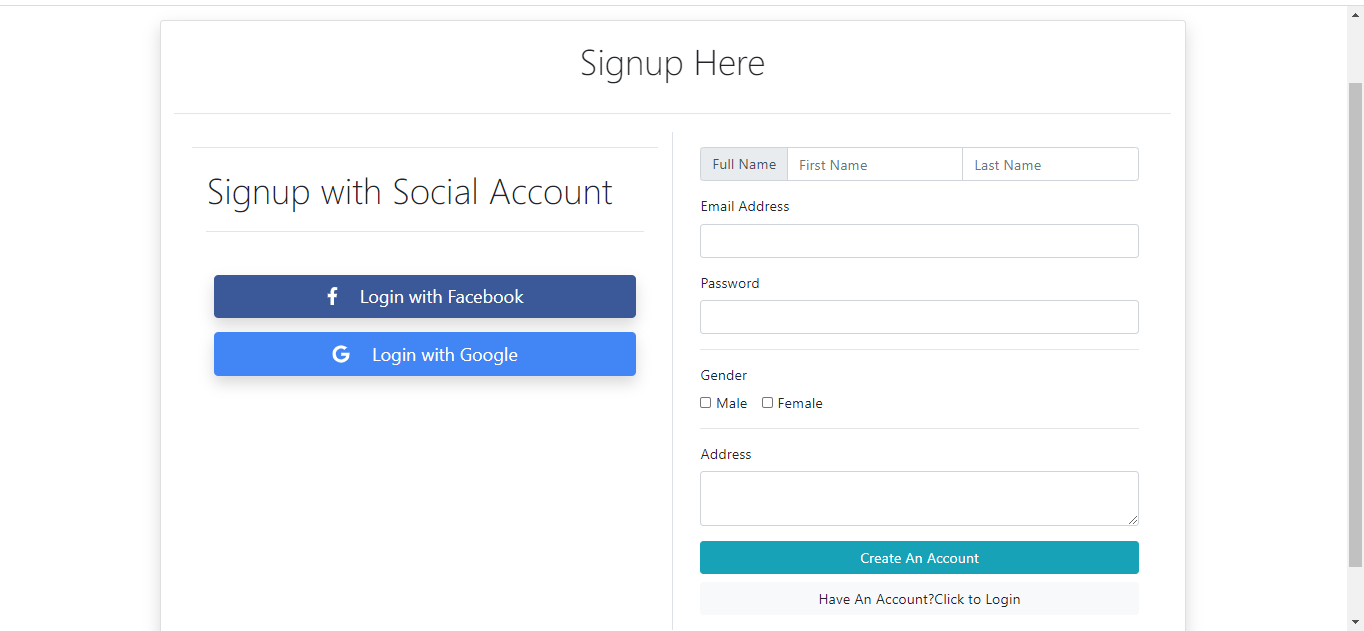 Signup Here
Signup with Social Account
Login with Facebook
Login with Google
Full Name First Name Last Name
Email Address
Password
Gender
Male Female
Address
Create An Account
Have An Account?Click to Login